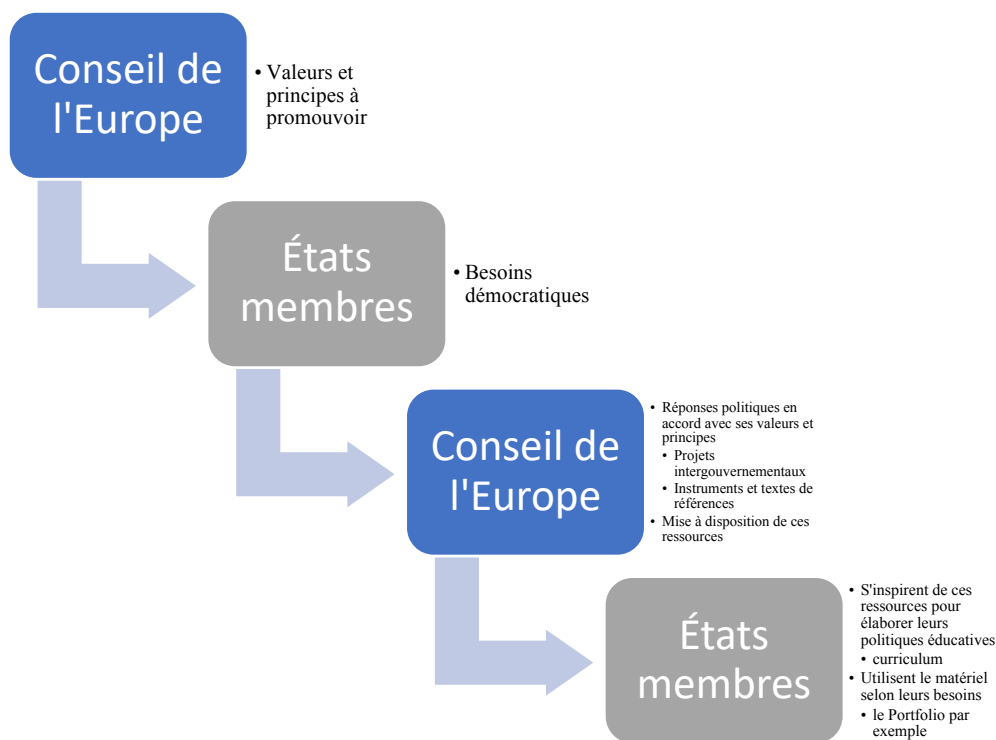 Conseil de
l'Europe
• Valeurs et
principes à
promouvoir
États
membres
• Besoins
démocratiques
Conseil de
l'Europe
• Réponses politiques en
accord avec ses valeurs et
principes
• Projets
intergouvernementaux
• Instruments et textes de
références
• Mise à disposition de ces
ressources
États
membres
• S'inspirent de ces
ressources pour
élaborer leurs
politiques éducatives
• curriculum
• Utilisent le matériel
selon leurs besoins
• le Portfolio par
exemple